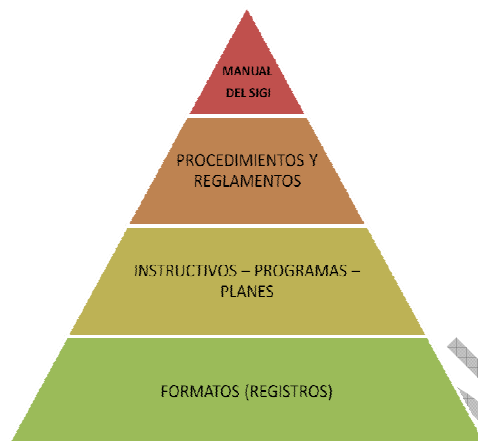 MANUAL
DEL SIGI
PROCEDIMIENTOS Y
REGLAMENTOS
INSTRUCTIVOS – PROGRAMAS –
PLANES
FORMATOS (REGISTROS)